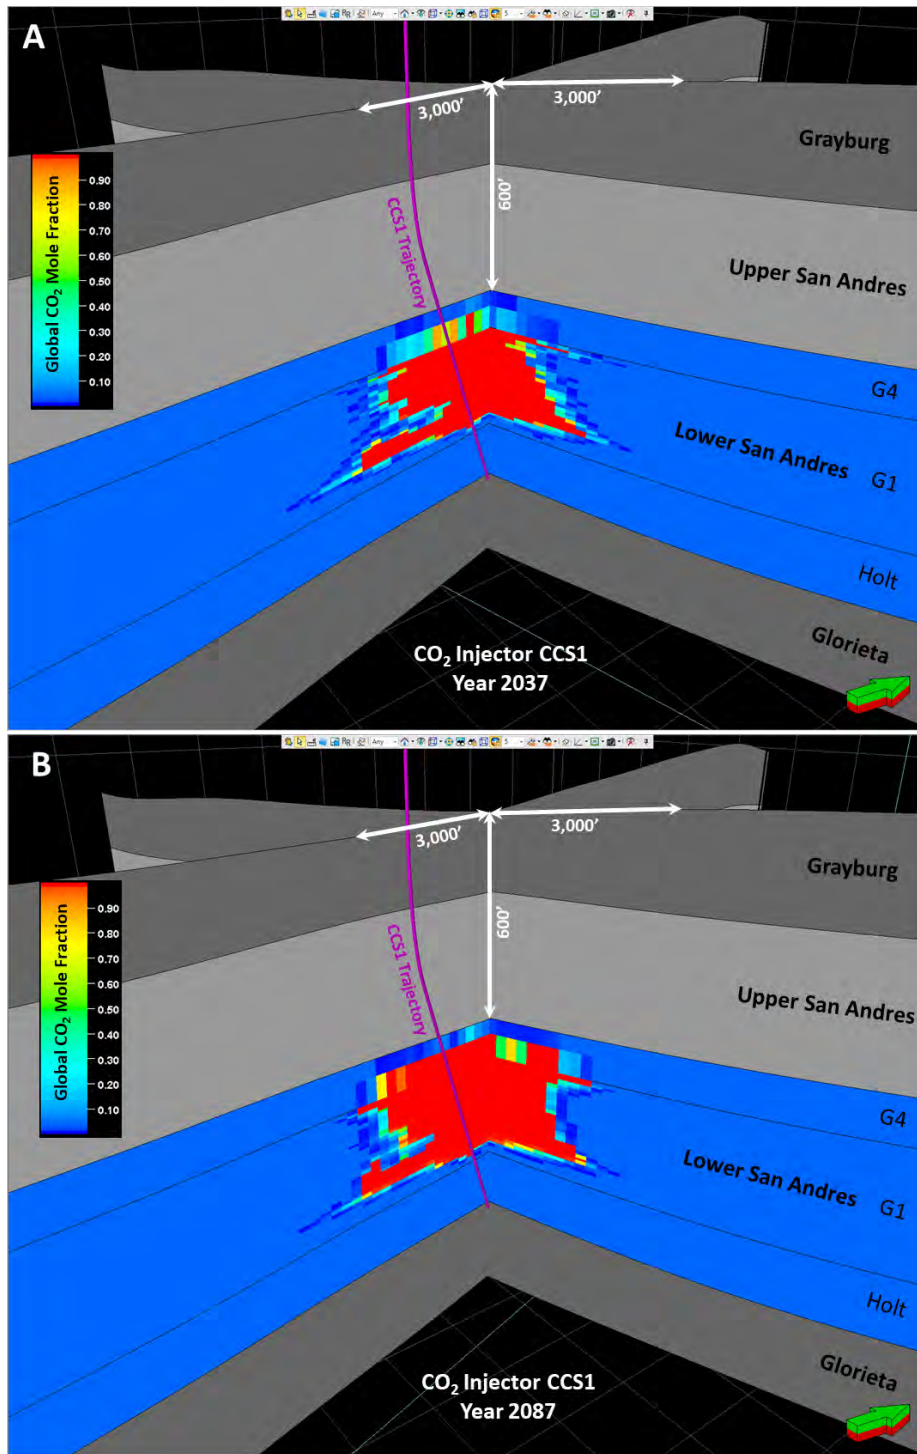 A
Any
5
3,000’
3,000’
Grayburg
600’
0.90
0.80
0.70
0.60
0.50
0.40
0.30
0.20
0.10
Global CO₂ Mole Fraction
CCS1 Trajectory
Upper San Andres
G4
Lower San Andres
G1
Holt
Glorieta
CO₂ Injector CCS1
Year 2037
B
Any
5
3,000’
3,000’
Grayburg
600’
0.90
0.80
0.70
0.60
0.50
0.40
0.30
0.20
0.10
Global CO₂ Mole Fraction
CCS1 Trajectory
Upper San Andres
G4
Lower San Andres
G1
Holt
Glorieta
CO₂ Injector CCS1
Year 2087